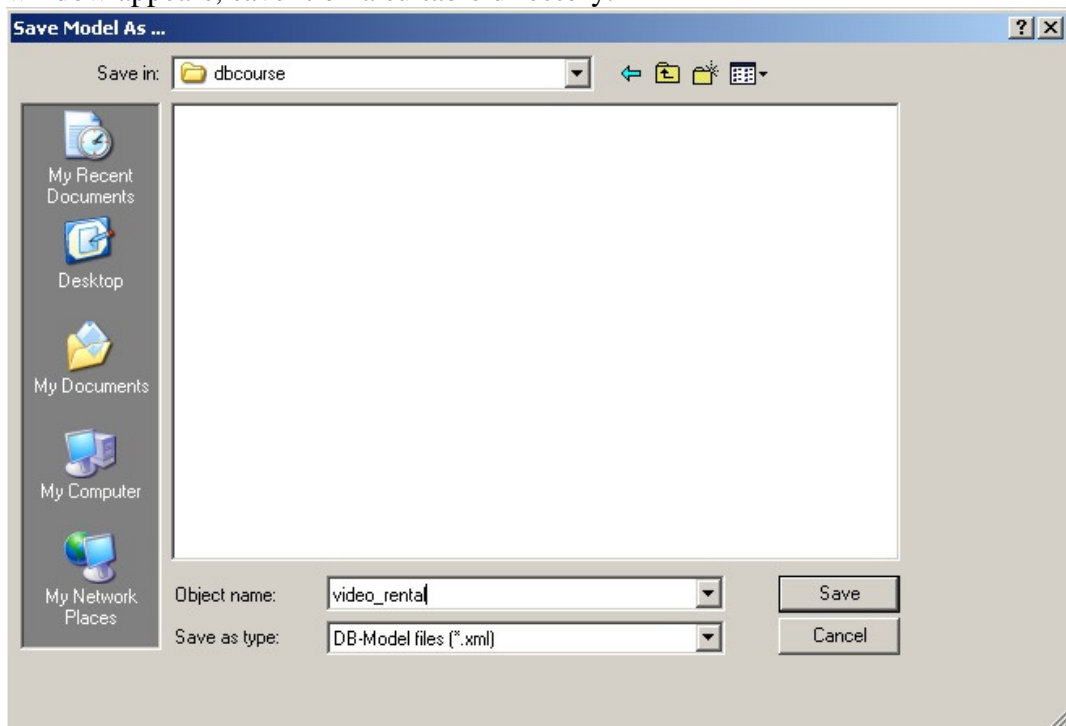 Save Model As ...
Save in:
dbcourse
My Recent
Documents
Desktop
My Documents
My Computer
My Network
Places
Object name:
video_rental
Save
Save as type:
DB-Model files (*.xml)
Cancel